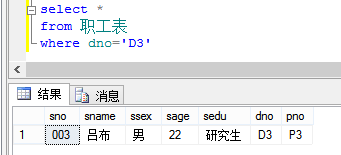 select *
from 职工表
where dno='D3'
结果 消息
sno sname ssex sage sedu dno pno
1 003 吕布 男 22 研究生 D3 P3